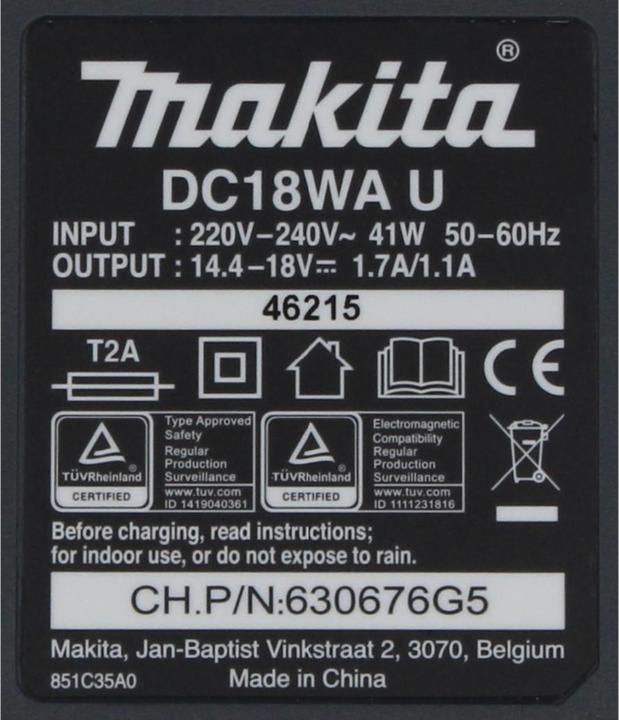 makita®
DC18WA U
INPUT : 220V–240V~ 41W 50–60Hz
OUTPUT : 14.4–18V⎓ 1.7A/1.1A
46215
T2A
CE
TÜVRheinland®
CERTIFIED
Type Approved
Safety
Regular
Production
Surveillance
www.tuv.com
ID 1419040361
TÜVRheinland®
CERTIFIED
Electromagnetic
Compatibility
Regular
Production
Surveillance
www.tuv.com
ID 1111231816
Before charging, read instructions;
for indoor use, or do not expose to rain.
CH.P/N:630676G5
Makita, Jan-Baptist Vinkstraat 2, 3070, Belgium
851C35A0 Made in China